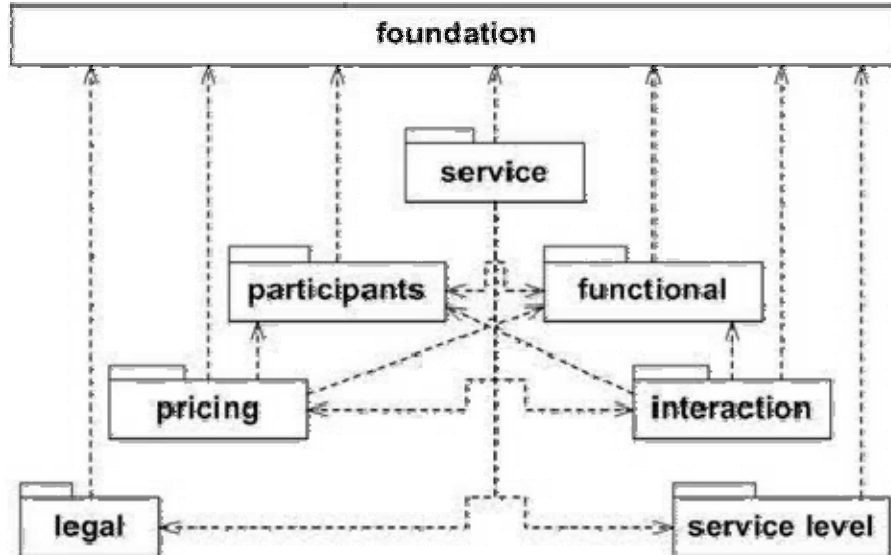 foundation
service
participants
functional
pricing
interaction
legal
service level